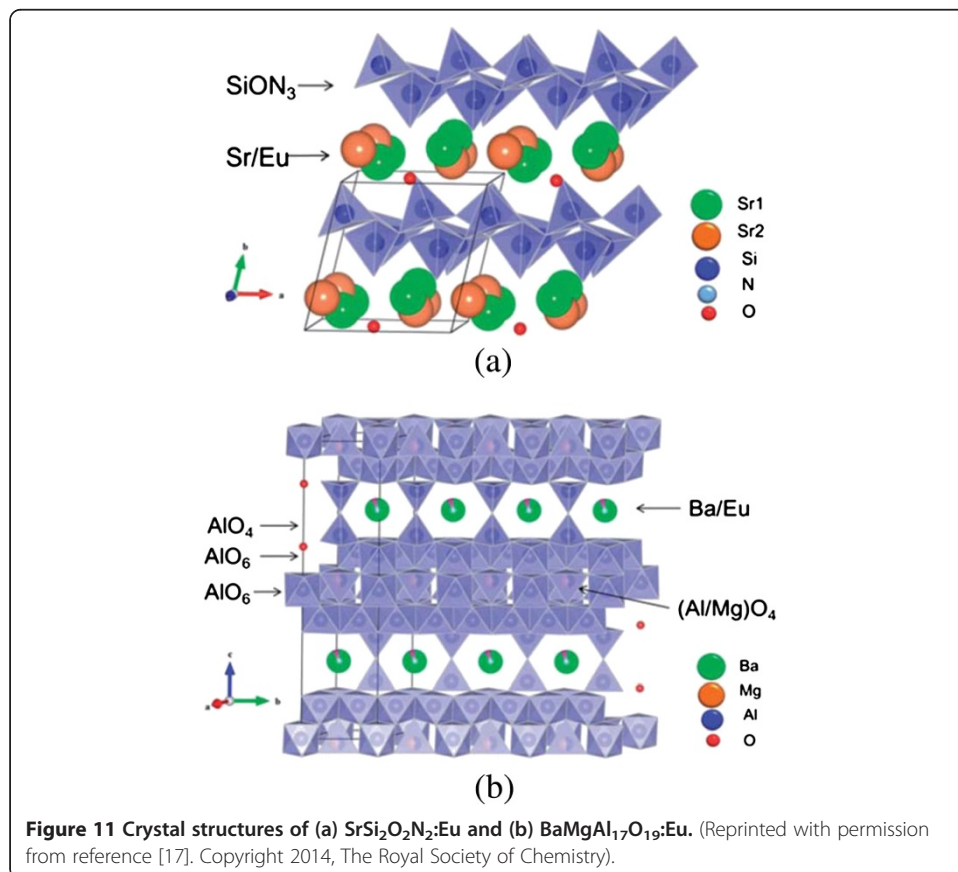 SiON₃
Sr/Eu
Sr1
Sr2
Si
N
O
b
a
(a)
AlO₄
AlO₆
AlO₆
Ba/Eu
(Al/Mg)O₄
c
a
b
Ba
Mg
Al
O
(b)
Figure 11 Crystal structures of (a) SrSi₂O₂N₂:Eu and (b) BaMgAl₁₇O₁₉:Eu. (Reprinted with permission
from reference [17]. Copyright 2014, The Royal Society of Chemistry).